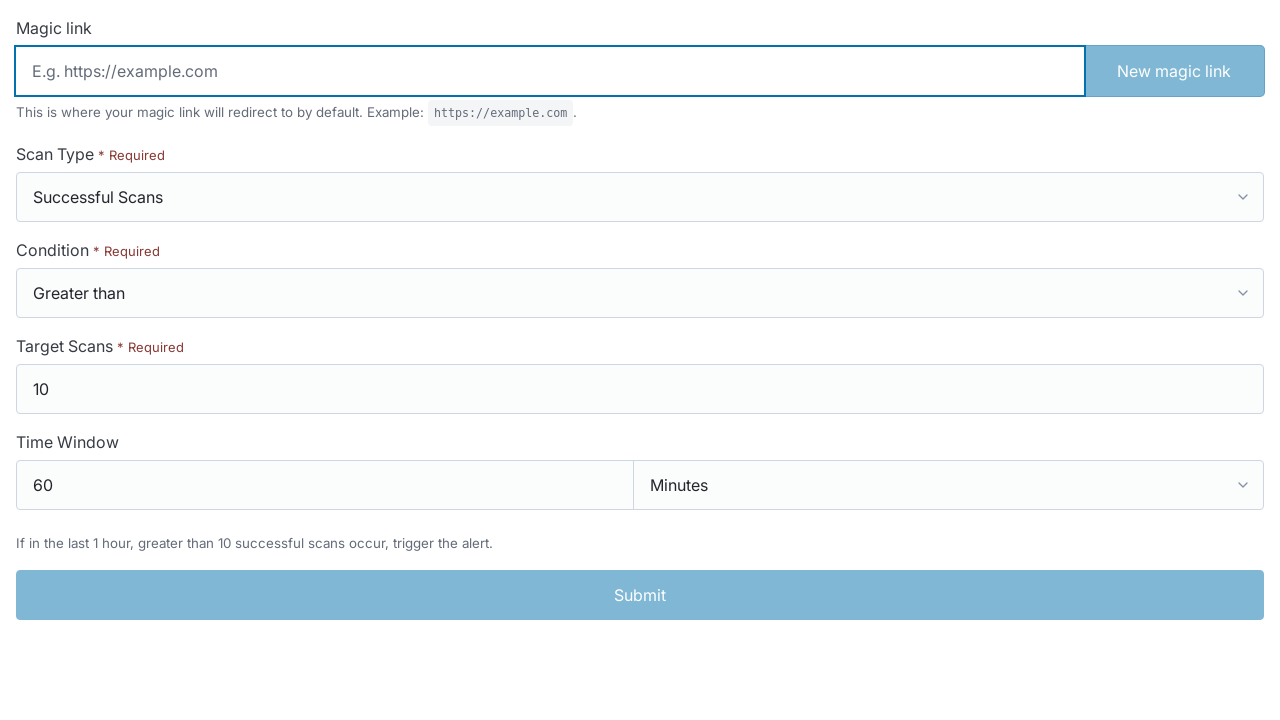 Magic link
E.g. https://example.com
New magic link
This is where your magic link will redirect to by default. Example: https://example.com.
Scan Type * Required
Successful Scans
Condition * Required
Greater than
Target Scans * Required
10
Time Window
60
Minutes
If in the last 1 hour, greater than 10 successful scans occur, trigger the alert.
Submit